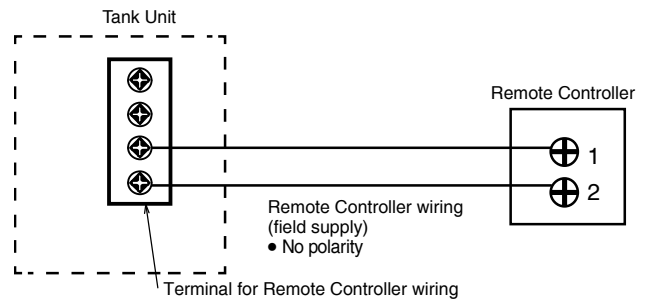 Tank Unit
Remote Controller
1
2
Remote Controller wiring
(field supply)
• No polarity
Terminal for Remote Controller wiring